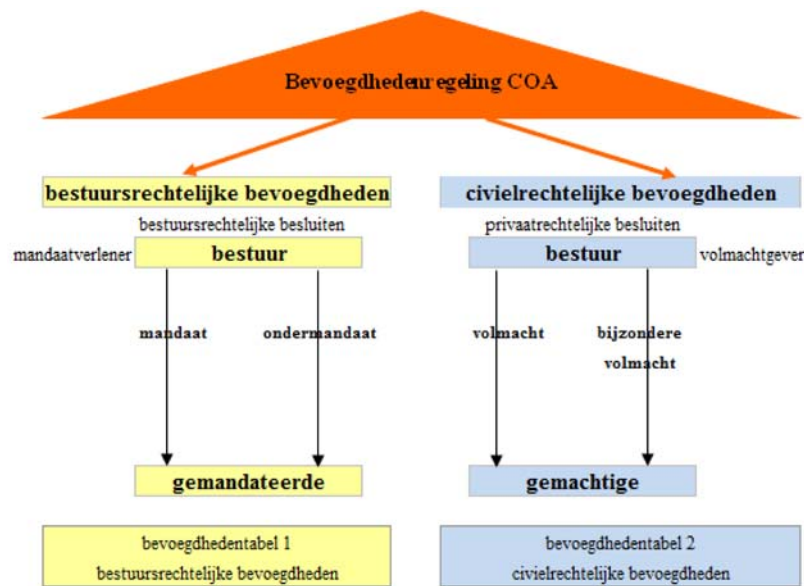 Bevoegdhedenregeling COA
bestuursrechtelijke bevoegdheden
bestuursrechtelijke besluiten
mandaatverlener
bestuur
mandaat
ondermandaat
gemandateerde
bevoegdhedentabel 1
bestuursrechtelijke bevoegdheden
civielrechtelijke bevoegdheden
privaatrechtelijke besluiten
bestuur
volmachtgever
volmacht
bijzondere
volmacht
gemachtige
bevoegdhedentabel 2
civielrechtelijke bevoegdheden